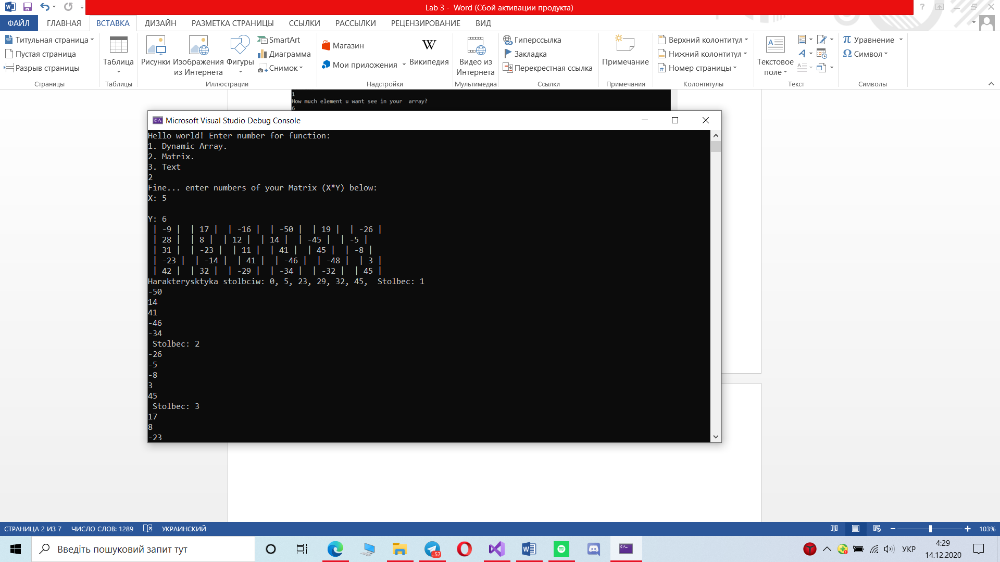 Lab 3 - Word (Сбой активации продукта)
ФАЙЛ ГЛАВНАЯ ВСТАВКА ДИЗАЙН РАЗМЕТКА СТРАНИЦЫ ССЫЛКИ РАССЫЛКИ РЕЦЕНЗИРОВАНИЕ ВИД
Титульная страница
Пустая страница
Разрыв страницы
Страницы
Таблица
Таблицы
Рисунки
Изображения из Интернета
Фигуры
SmartArt
Диаграмма
Снимок
Иллюстрации
Магазин
Мои приложения
Википедия
Надстройки
Видео из Интернета
Мультимедиа
Гиперссылка
Закладка
Перекрестная ссылка
Ссылки
Примечание
Примечания
Верхний колонтитул
Нижний колонтитул
Номер страницы
Колонтитулы
Текстовое поле
Текст
Уравнение
Символ
Символы
1
How much element u want see in your  array?
6
Microsoft Visual Studio Debug Console
Hello world! Enter number for function:
1. Dynamic Array.
2. Matrix.
3. Text
2
Fine... enter numbers of your Matrix (X*Y) below:
X: 5
Y: 6
| -9 |  | 17 |  | -16 |  | -50 |  | 19 |  | -26 |
| 28 |  | 8 |  | 12 |  | 14 |  | -45 |  | -5 |
| 31 |  | -23 |  | 11 |  | 41 |  | 45 |  | -8 |
| -23 |  | -14 |  | 41 |  | -46 |  | -48 |  | 3 |
| 42 |  | 32 |  | -29 |  | -34 |  | -32 |  | 45 |
Harakterysktyka stolbciw: 0, 5, 23, 29, 32, 45,  Stolbec: 1
-50
14
41
-46
-34
Stolbec: 2
-26
-5
-8
3
45
Stolbec: 3
17
8
-23
СТРАНИЦА 2 ИЗ 7 ЧИСЛО СЛОВ: 1289 УКРАИНСКИЙ 103%
Введіть пошуковий запит тут
..57
УКР
4:29
14.12.2020